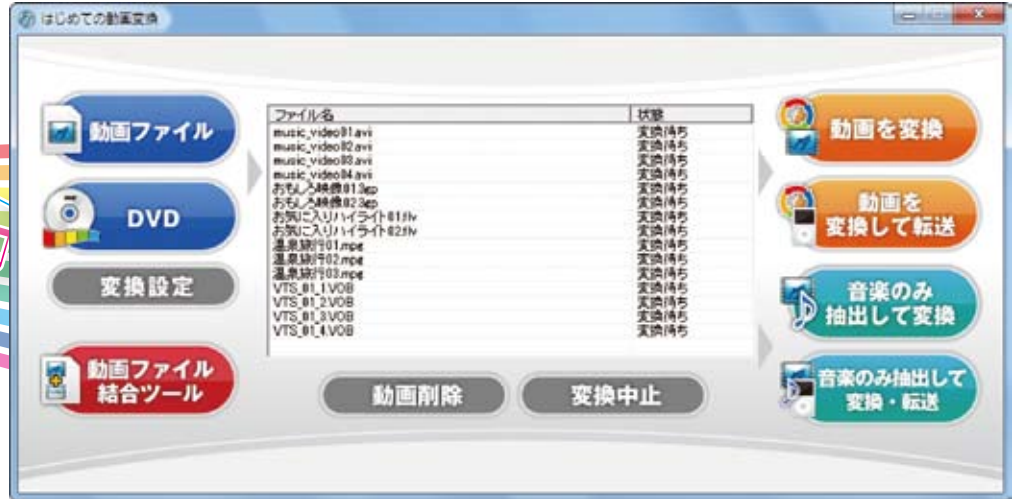 はじめての動画変換
動画ファイル
DVD
変換設定
動画ファイル
結合ツール
ファイル名 状態
music_video01.avi 変換待ち
music_video02.avi 変換待ち
music_video03.avi 変換待ち
music_video04.avi 変換待ち
おもしろ映像01.3gp 変換待ち
おもしろ映像02.3gp 変換待ち
お気に入りハイライト01.flv 変換待ち
お気に入りハイライト02.flv 変換待ち
温泉旅行01.mpg 変換待ち
温泉旅行02.mpg 変換待ち
温泉旅行03.mpg 変換待ち
VTS_01_1.VOB 変換待ち
VTS_01_2.VOB 変換待ち
VTS_01_3.VOB 変換待ち
VTS_01_4.VOB 変換待ち
動画削除
変換中止
動画を変換
動画を
変換して転送
音楽のみ
抽出して変換
音楽のみ抽出して
変換・転送